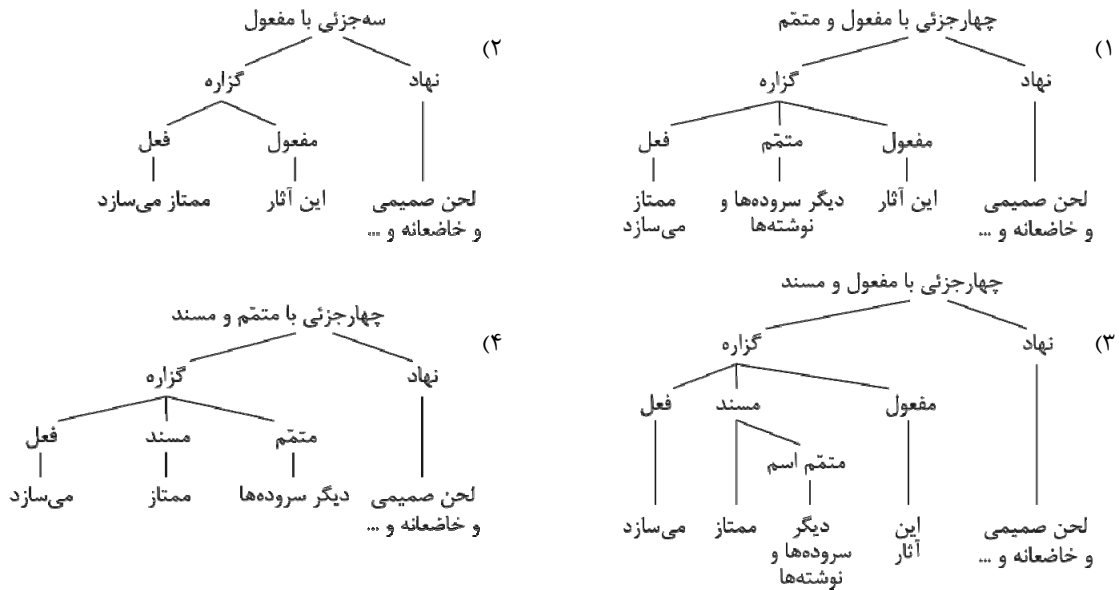 ۱)
چهارجزئی با مفعول و متمّم
نهاد
گزاره
مفعول
متمّم
فعل
لحن صمیمی
و خاضعانه و ...
این آثار
دیگر سروده‌ها و
نوشته‌ها
ممتاز
می‌سازد
۲)
سه‌جزئی با مفعول
نهاد
گزاره
مفعول
فعل
لحن صمیمی
و خاضعانه و ...
این آثار
ممتاز می‌سازد
۳)
چهارجزئی با مفعول و مسند
نهاد
گزاره
مفعول
مسند
فعل
متمّم اسم
لحن صمیمی
و خاضعانه و ...
این
آثار
دیگر
سروده‌ها و
نوشته‌ها
ممتاز
می‌سازد
۴)
چهارجزئی با متمّم و مسند
نهاد
گزاره
متمّم
مسند
فعل
لحن صمیمی
و خاضعانه و ...
دیگر سروده‌ها
ممتاز
می‌سازد